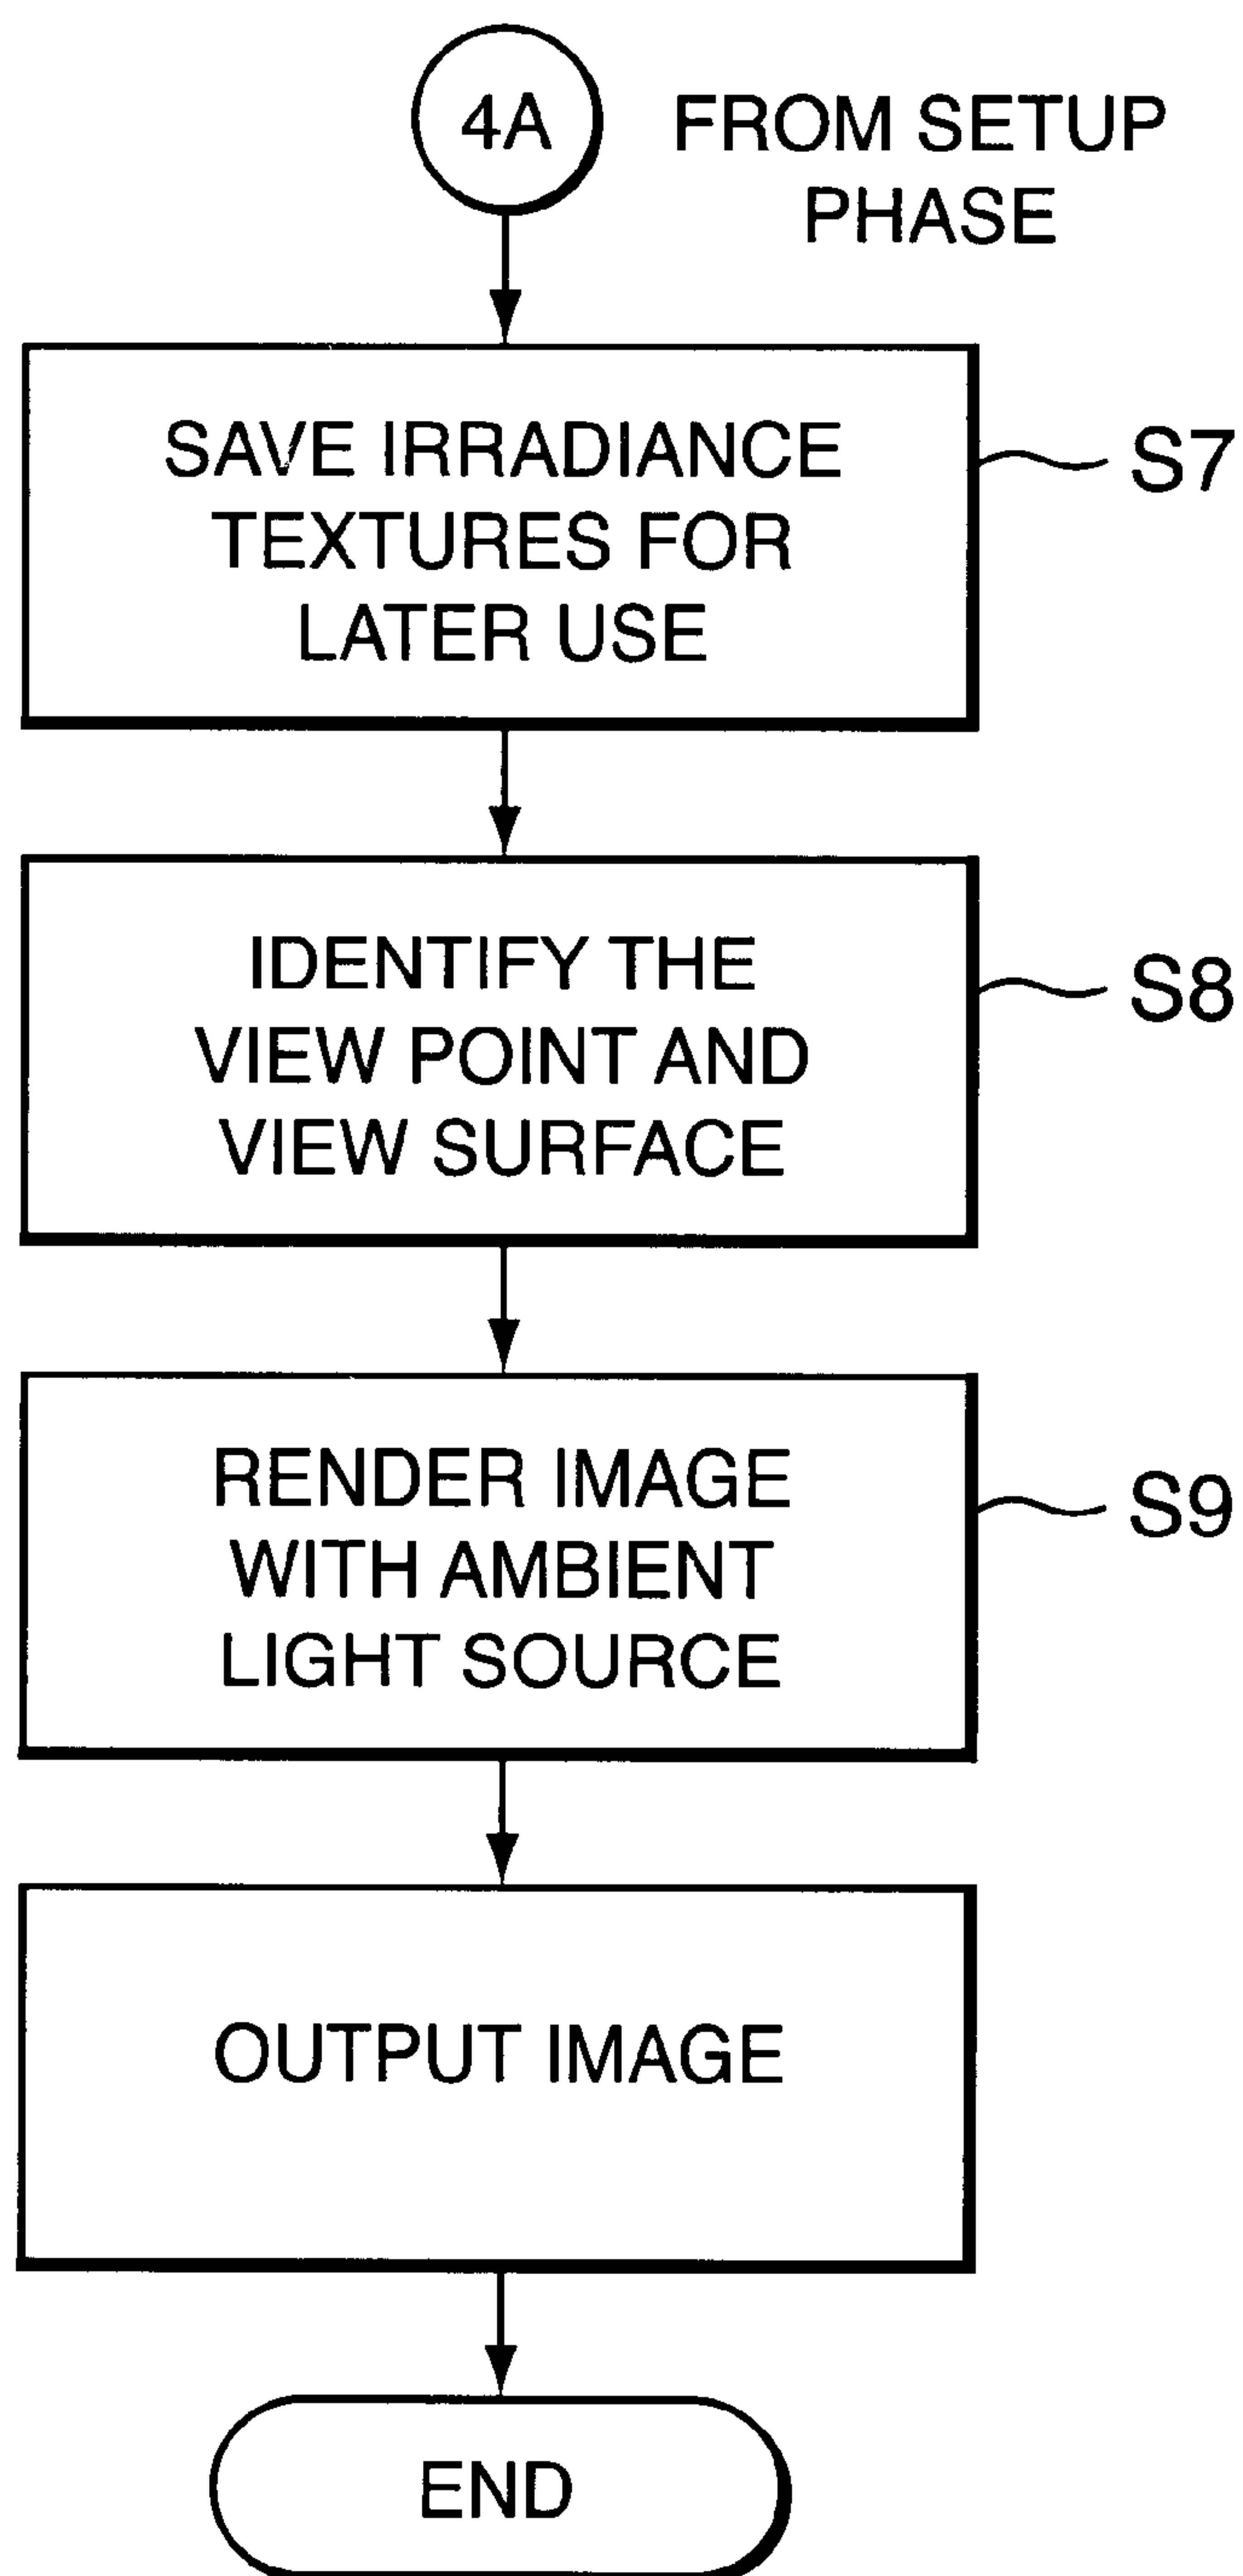 4A
FROM SETUP
PHASE
SAVE IRRADIANCE
TEXTURES FOR
LATER USE
S7
IDENTIFY THE
VIEW POINT AND
VIEW SURFACE
S8
RENDER IMAGE
WITH AMBIENT
LIGHT SOURCE
S9
OUTPUT IMAGE
END